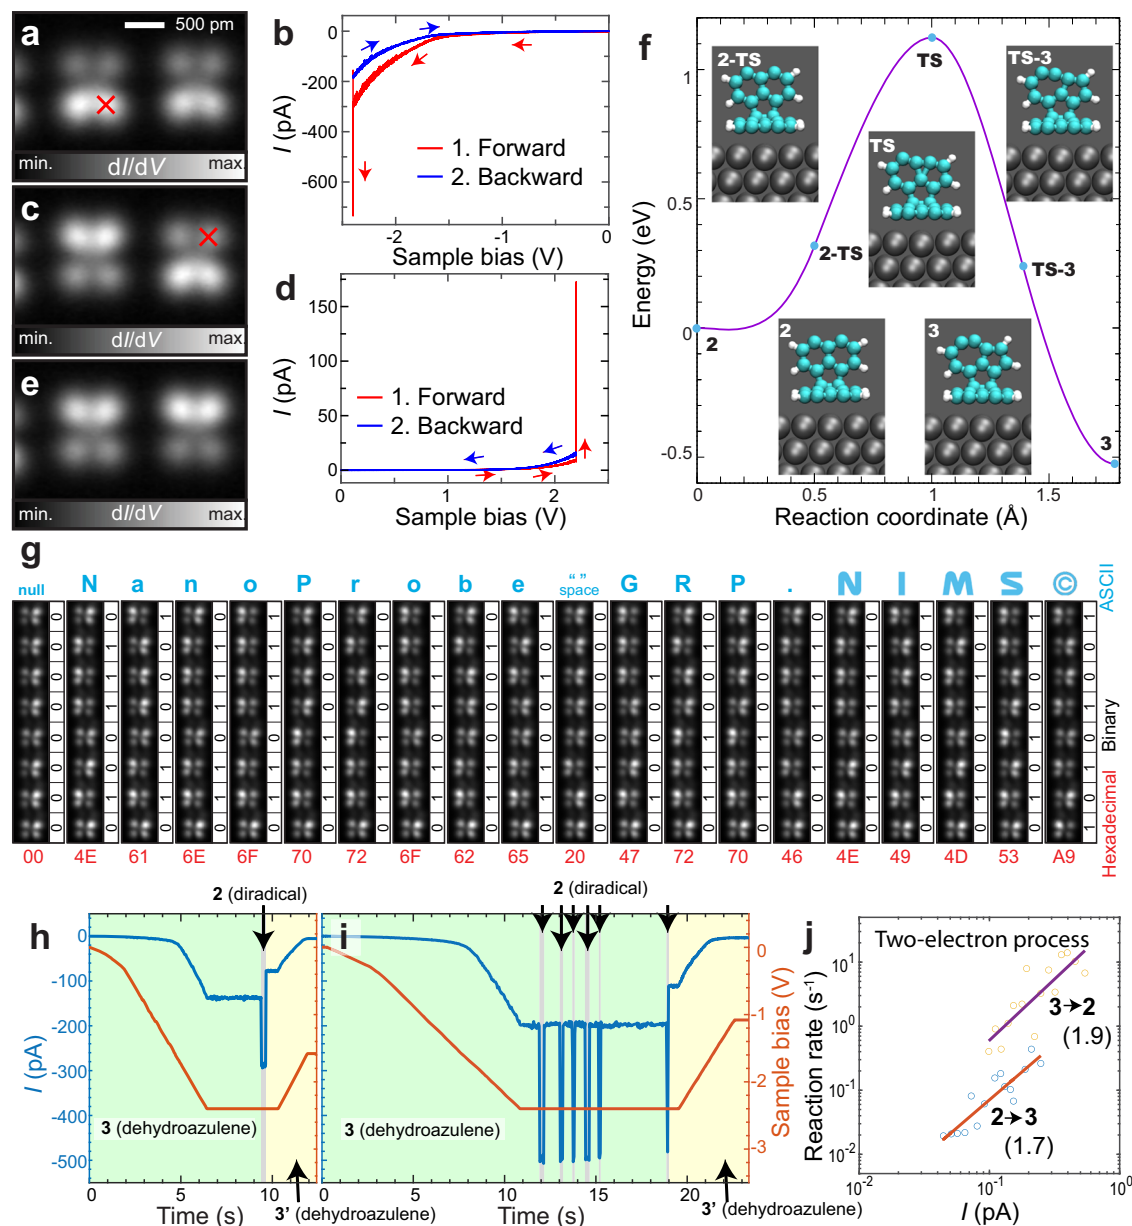 a
500 pm
min. dI/dV max.
b
I (pA)
0
-200
-400
-600
1. Forward
2. Backward
-2
-1
0
Sample bias (V)
c
min. dI/dV max.
d
I (pA)
150
125
100
75
50
25
0
1. Forward
2. Backward
0
1
2
Sample bias (V)
e
min. dI/dV max.
f
Energy (eV)
1
0.5
0
-0.5
2-TS
TS
TS-3
TS
2-TS
TS-3
2
2
3
3
0
0.5
1
1.5
Reaction coordinate (Å)
g
null N a n o P r o b e “ ” space G R P . N I M S ©
ASCII
Binary
Hexadecimal
00 4E 61 6E 6F 70 72 6F 62 65 20 47 72 70 46 4E 49 4D 53 A9
2 (diradical)
2 (diradical)
h
I (pA)
0
-100
-200
-300
-400
-500
3 (dehydroazulene)
0
5
10
Time (s)
3’ (dehydroazulene)
i
3 (dehydroazulene)
0
5
10
15
20
Time (s)
3’ (dehydroazulene)
0
-1
-2
-3
Sample bias (V)
j
Two-electron process
Reaction rate (s⁻¹)
10¹
10⁰
10⁻¹
10⁻²
3→2
(1.9)
2→3
(1.7)
10⁻²
10⁻¹
10⁰
I (pA)